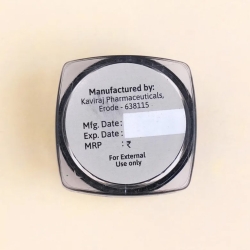 Manufactured by:
Kaviraj Pharmaceuticals,
Erode - 638115
Mfg. Date :
Exp. Date :
MRP : ₹
For External
Use only